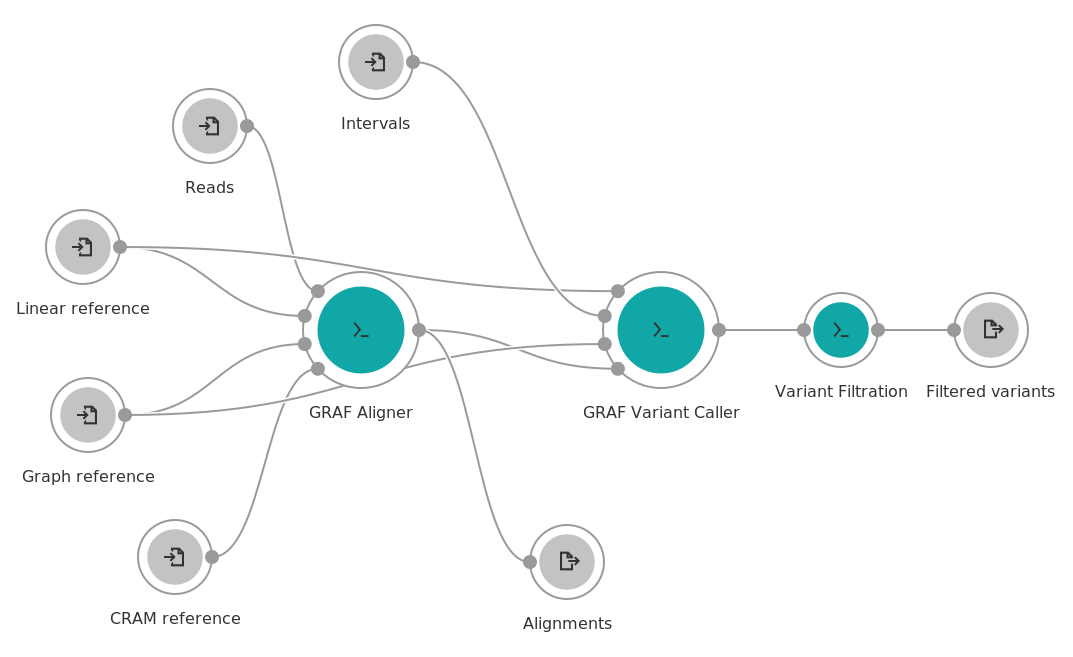 Intervals
Reads
Linear reference
GRAF Aligner
GRAF Variant Caller
Variant Filtration
Filtered variants
Graph reference
CRAM reference
Alignments